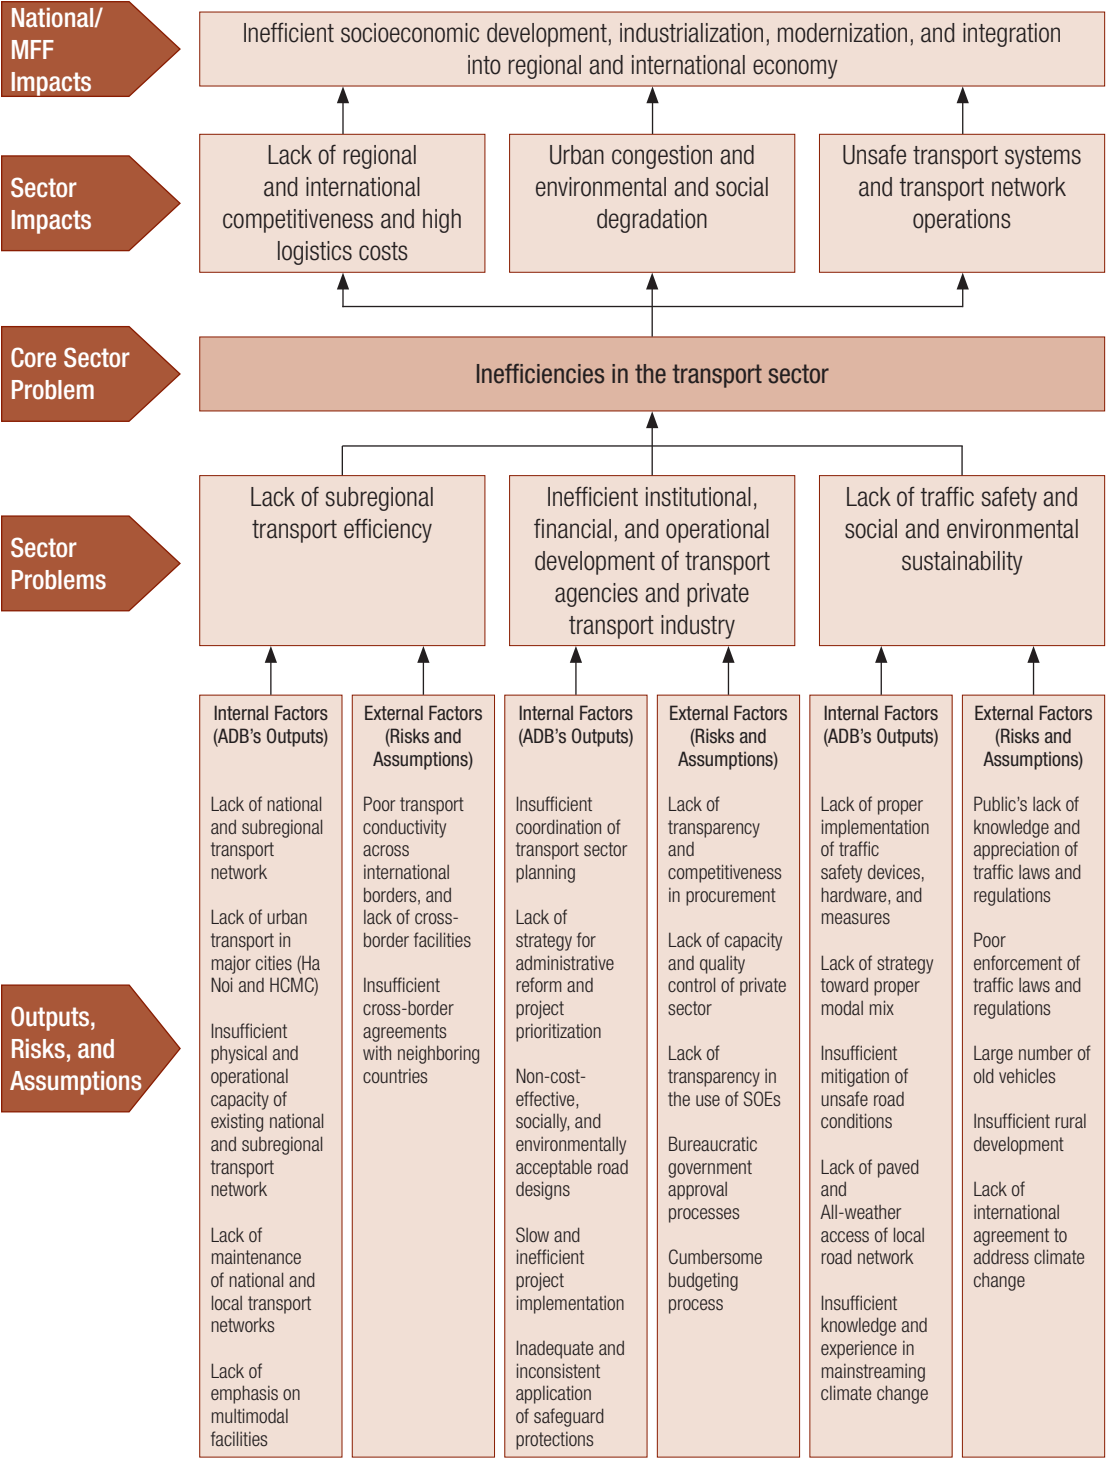 National/
MFF
Impacts
Inefficient socioeconomic development, industrialization, modernization, and integration
into regional and international economy
Sector
Impacts
Lack of regional
and international
competitiveness and high
logistics costs
Urban congestion and
environmental and social
degradation
Unsafe transport systems
and transport network
operations
Core Sector
Problem
Inefficiencies in the transport sector
Sector
Problems
Lack of subregional
transport efficiency
Inefficient institutional,
financial, and operational
development of transport
agencies and private
transport industry
Lack of traffic safety and
social and environmental
sustainability
Outputs,
Risks, and
Assumptions
Internal Factors
(ADB's Outputs)
Lack of national
and subregional
transport
network
Lack of urban
transport in
major cities (Ha
Noi and HCMC)
Insufficient
physical and
operational
capacity of
existing national
and subregional
transport
network
Lack of
maintenance
of national and
local transport
networks
Lack of
emphasis on
multimodal
facilities
External Factors
(Risks and
Assumptions)
Poor transport
conductivity
across
international
borders, and
lack of cross-
border facilities
Insufficient
cross-border
agreements
with neighboring
countries
Internal Factors
(ADB's Outputs)
Insufficient
coordination of
transport sector
planning
Lack of
strategy for
administrative
reform and
project
prioritization
Non-cost-
effective,
socially, and
environmentally
acceptable road
designs
Slow and
inefficient
project
implementation
Inadequate and
inconsistent
application
of safeguard
protections
External Factors
(Risks and
Assumptions)
Lack of
transparency
and
competitiveness
in procurement
Lack of capacity
and quality
control of private
sector
Lack of
transparency in
the use of SOEs
Bureaucratic
government
approval
processes
Cumbersome
budgeting
process
Internal Factors
(ADB's Outputs)
Lack of proper
implementation
of traffic
safety devices,
hardware, and
measures
Lack of strategy
toward proper
modal mix
Insufficient
mitigation of
unsafe road
conditions
Lack of paved
and
All-weather
access of local
road network
Insufficient
knowledge and
experience in
mainstreaming
climate change
External Factors
(Risks and
Assumptions)
Public's lack of
knowledge and
appreciation of
traffic laws and
regulations
Poor
enforcement of
traffic laws and
regulations
Large number of
old vehicles
Insufficient rural
development
Lack of
international
agreement to
address climate
change